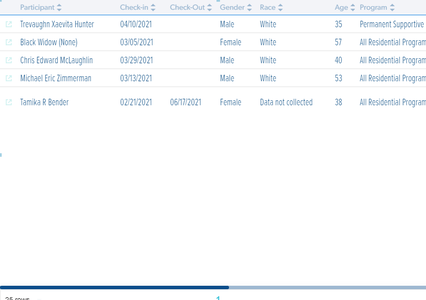 Participant Check-in Check-Out Gender Race Age Program
Trevaughn Xaevita Hunter 04/10/2021 Male White 35 Permanent Supportive
Black Widow (None) 03/05/2021 Female White 57 All Residential Program
Chris Edward McLaughlin 03/29/2021 Male White 40 All Residential Program
Michael Eric Zimmerman 03/13/2021 Male White 53 All Residential Program
Tamika R Bender 02/21/2021 06/17/2021 Female Data not collected 38 All Residential Program
25 rows